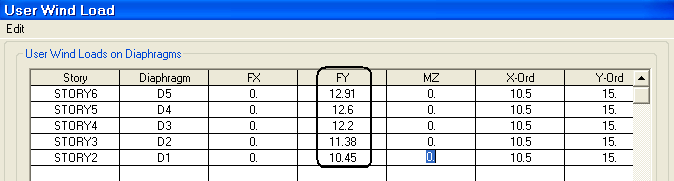 User Wind Load
Edit
User Wind Loads on Diaphragms
Story Diaphragm FX FY MZ X-Ord Y-Ord
STORY6 D5 0. 12.91 0. 10.5 15.
STORY5 D4 0. 12.6 0. 10.5 15.
STORY4 D3 0. 12.2 0. 10.5 15.
STORY3 D2 0. 11.38 0. 10.5 15.
STORY2 D1 0. 10.45 0. 10.5 15.